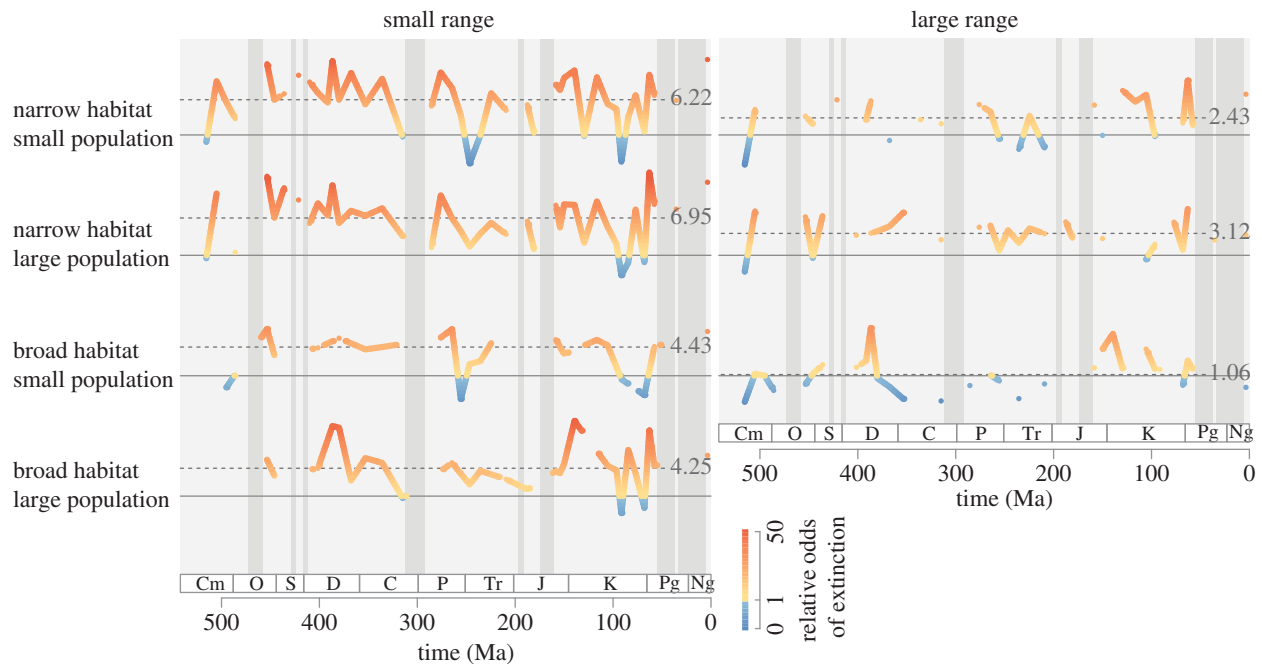 small range
large range
narrow habitat
small population
6.22
2.43
narrow habitat
large population
6.95
3.12
broad habitat
small population
4.43
1.06
Cm O S D C P Tr J K Pg Ng
500 400 300 200 100 0
time (Ma)
broad habitat
large population
4.25
Cm O S D C P Tr J K Pg Ng
500 400 300 200 100 0
time (Ma)
0 1 50
relative odds
of extinction